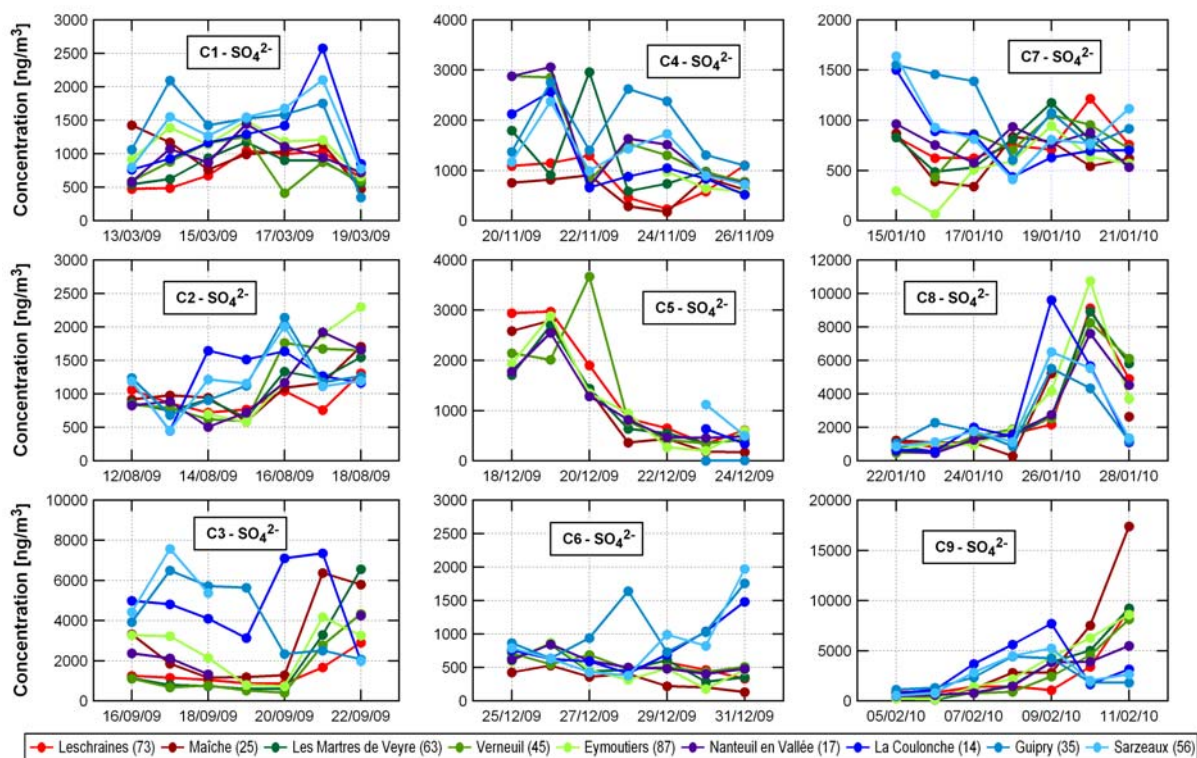 C1 - SO₄²⁻
C4 - SO₄²⁻
C7 - SO₄²⁻
Concentration [ng/m³]
3000
2500
2000
1500
1000
500
0
13/03/09 15/03/09 17/03/09 19/03/09
4000
3000
2000
1000
0
20/11/09 22/11/09 24/11/09 26/11/09
2000
1500
1000
500
0
15/01/10 17/01/10 19/01/10 21/01/10
C2 - SO₄²⁻
C5 - SO₄²⁻
C8 - SO₄²⁻
Concentration [ng/m³]
3000
2500
2000
1500
1000
500
0
12/08/09 14/08/09 16/08/09 18/08/09
4000
3000
2000
1000
0
18/12/09 20/12/09 22/12/09 24/12/09
12000
10000
8000
6000
4000
2000
0
22/01/10 24/01/10 26/01/10 28/01/10
C3 - SO₄²⁻
C6 - SO₄²⁻
C9 - SO₄²⁻
Concentration [ng/m³]
10000
8000
6000
4000
2000
0
16/09/09 18/09/09 20/09/09 22/09/09
3000
2500
2000
1500
1000
500
0
25/12/09 27/12/09 29/12/09 31/12/09
20000
15000
10000
5000
0
05/02/10 07/02/10 09/02/10 11/02/10
Leschraines (73) Maîche (25) Les Martres de Veyre (63) Verneuil (45) Eymoutiers (87) Nanteuil en Vallée (17) La Coulonche (14) Guipry (35) Sarzeaux (56)